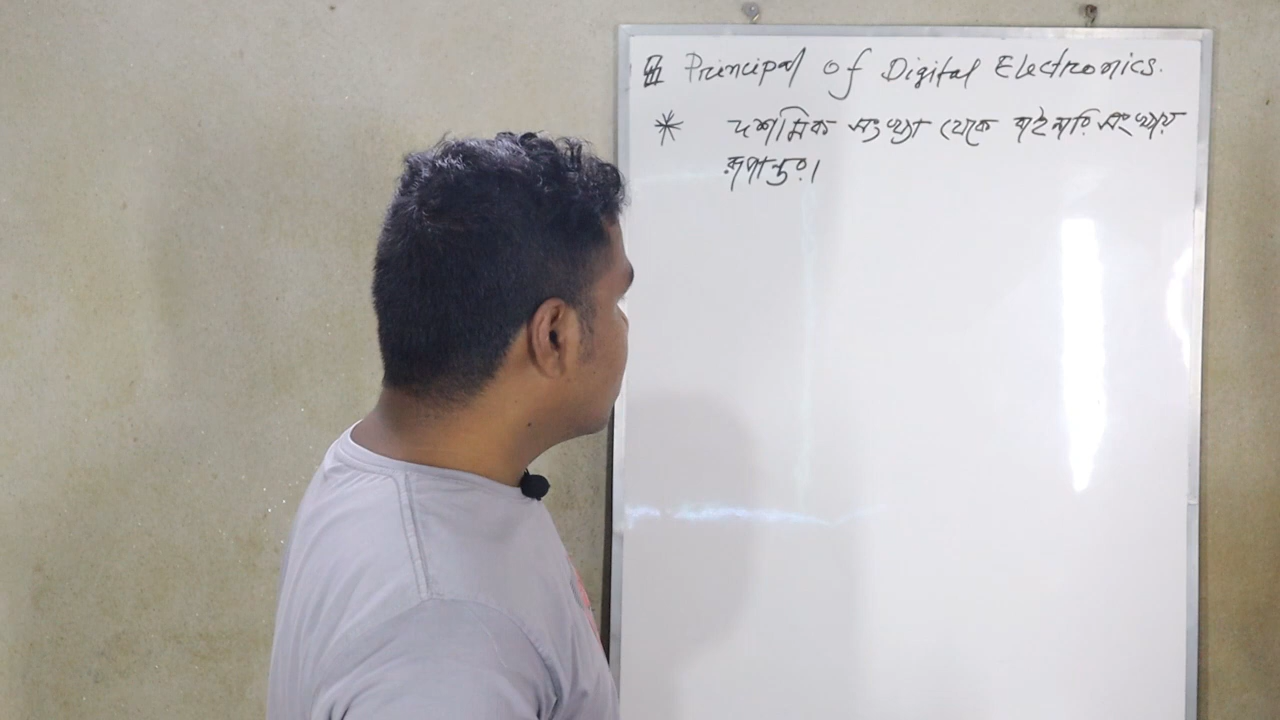 Principal of Digital Electronics.
* দশমিক সংখ্যা থেকে বাইনারি সংখ্যায়
রূপান্তর।